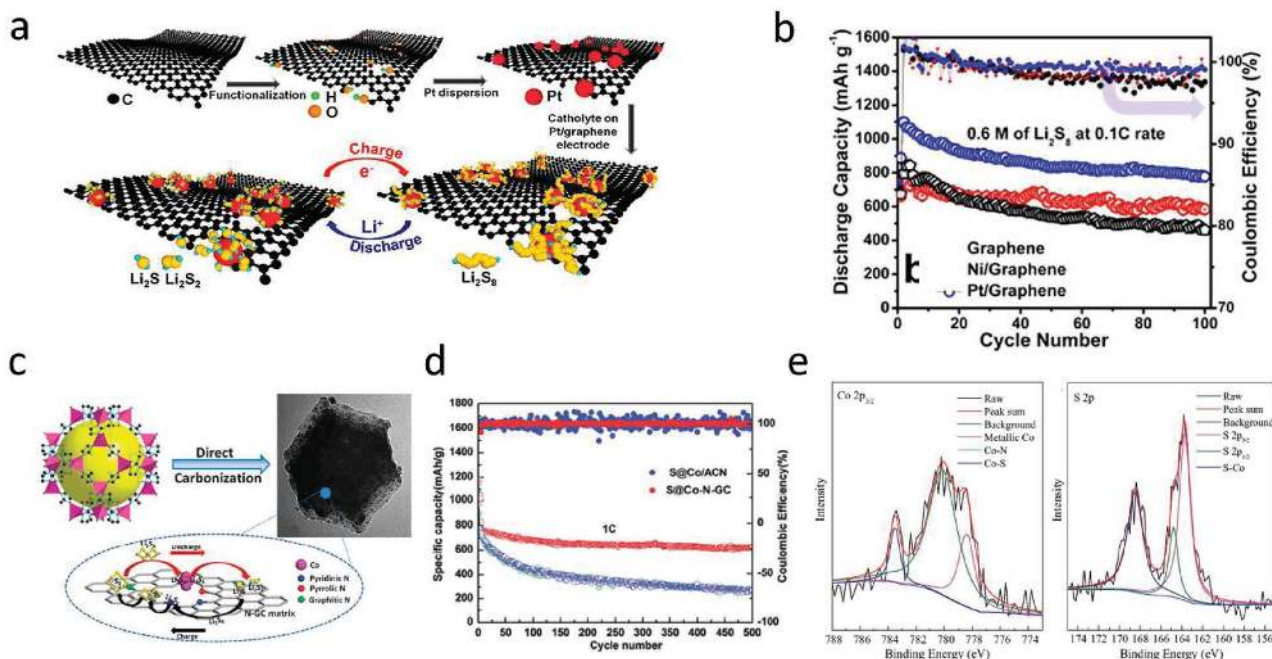 a
Functionalization
Pt dispersion
C
H
O
Pt
Catholyte on
Pt/graphene
electrode
Charge
e-
Li+
Discharge
Li2S Li2S2
Li2S8
b
Discharge Capacity (mAh g-1)
1600
1400
1200
1000
800
600
400
200
0
100
90
80
70
Coulombic Efficiency (%)
0.6 M of Li2S8 at 0.1C rate
b
Graphene
Ni/Graphene
Pt/Graphene
0 20 40 60 80 100
Cycle Number
c
Direct
Carbonization
Discharge
Co
Pyridinic N
Pyrrolic N
Graphitic N
N-GC matrix
Charge
d
Specific capacity(mAh/g)
1800
1600
1400
1200
1000
800
600
400
200
0
100
50
0
-50
-100
Coulombic Efficiency(%)
S@Co/ACN
S@Co-N-GC
1C
0 50 100 150 200 250 300 350 400 450 500
Cycle number
e
Co 2p3/2
Raw
Peak sum
Background
Metallic Co
Co-N
Co-S
Intensity
788 786 783 780 779 777 774 773
Binding Energy (eV)
S 2p
Raw
Peak sum
Background
S 2p3/2
S 2p1/2
S-Co
Intensity
174 172 170 168 166 164 162 160 158 156
Binding Energy (eV)